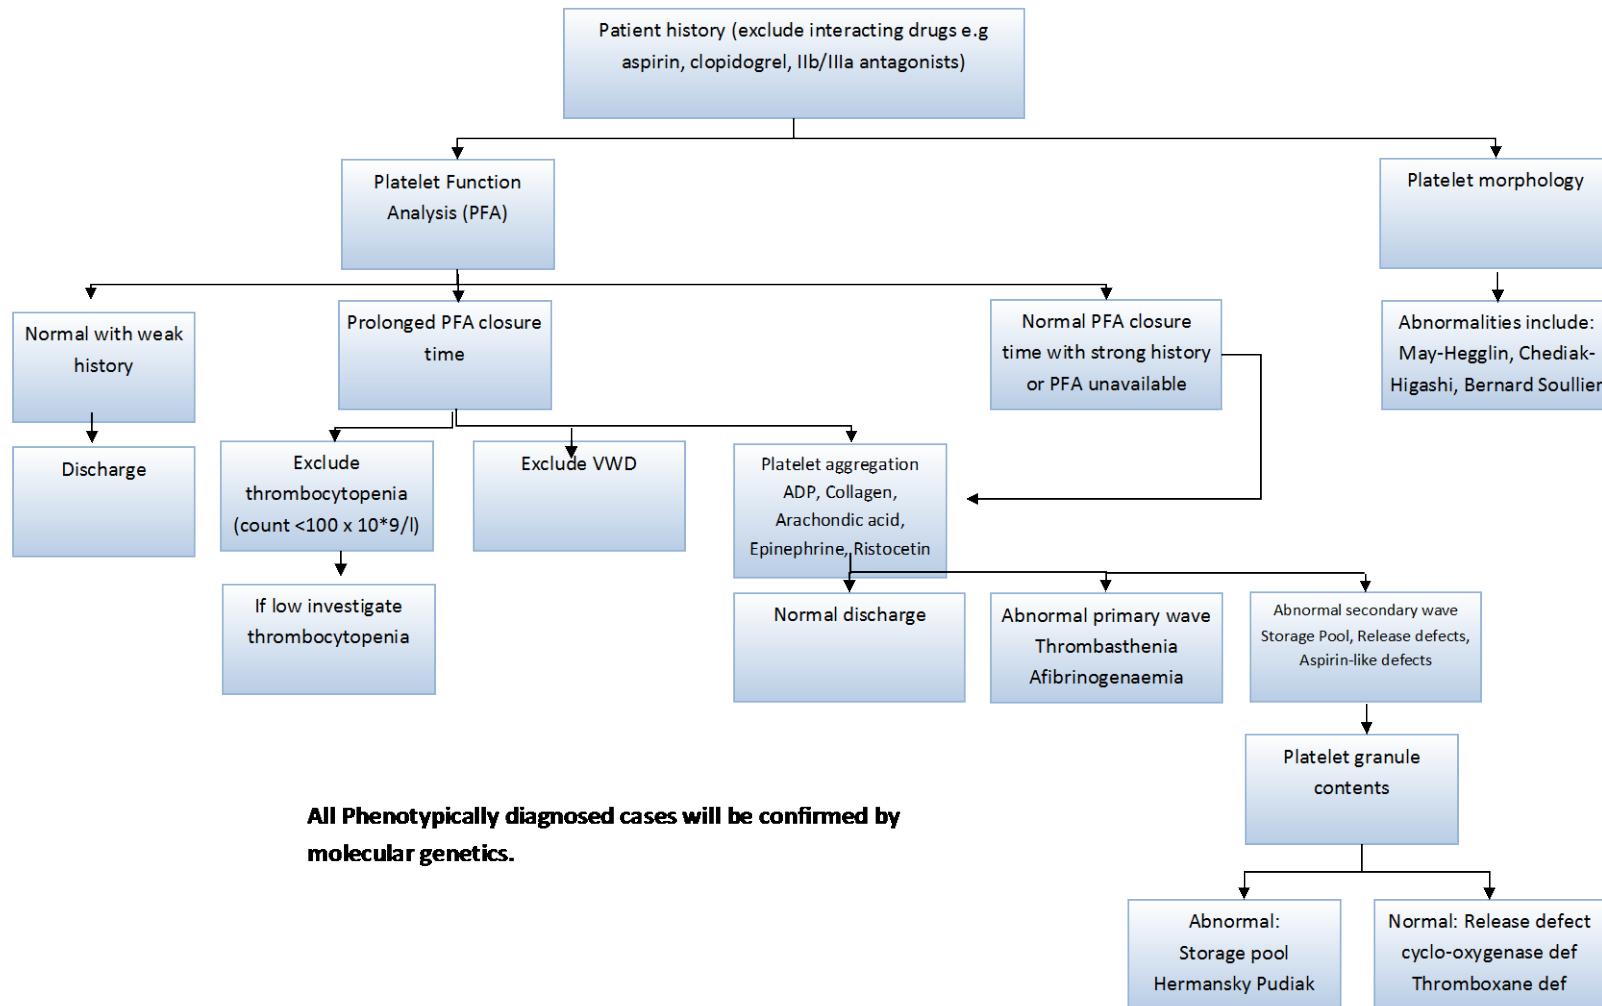 Patient history (exclude interacting drugs e.g
aspirin, clopidogrel, IIb/IIIa antagonists)
Platelet Function
Analysis (PFA)
Platelet morphology
Normal with weak
history
Prolonged PFA closure
time
Normal PFA closure
time with strong history
or PFA unavailable
Abnormalities include:
May-Hegglin, Chediak-
Higashi, Bernard Soullier
Discharge
Exclude
thrombocytopenia
(count <100 x 10*9/l)
Exclude VWD
Platelet aggregation
ADP, Collagen,
Arachondic acid,
Epinephrine, Ristocetin
If low investigate
thrombocytopenia
Normal discharge
Abnormal primary wave
Thrombasthenia
Afibrinogenaemia
Abnormal secondary wave
Storage Pool, Release defects,
Aspirin-like defects
Platelet granule
contents
All Phenotypically diagnosed cases will be confirmed by
molecular genetics.
Abnormal:
Storage pool
Hermansky Pudiak
Normal: Release defect
cyclo-oxygenase def
Thromboxane def